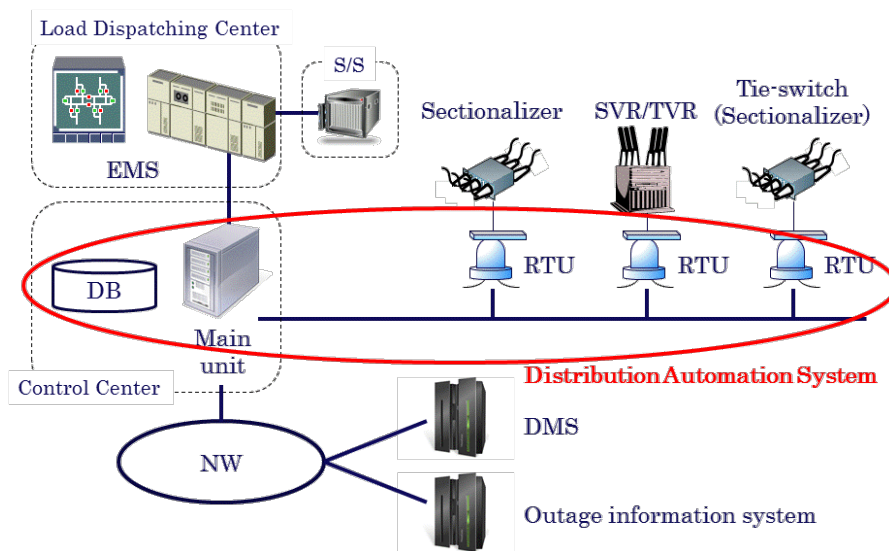 Load Dispatching Center
S/S
EMS
Sectionalizer
SVR/TVR
Tie-switch
(Sectionalizer)
RTU
RTU
RTU
DB
Main
unit
Control Center
Distribution Automation System
NW
DMS
Outage information system